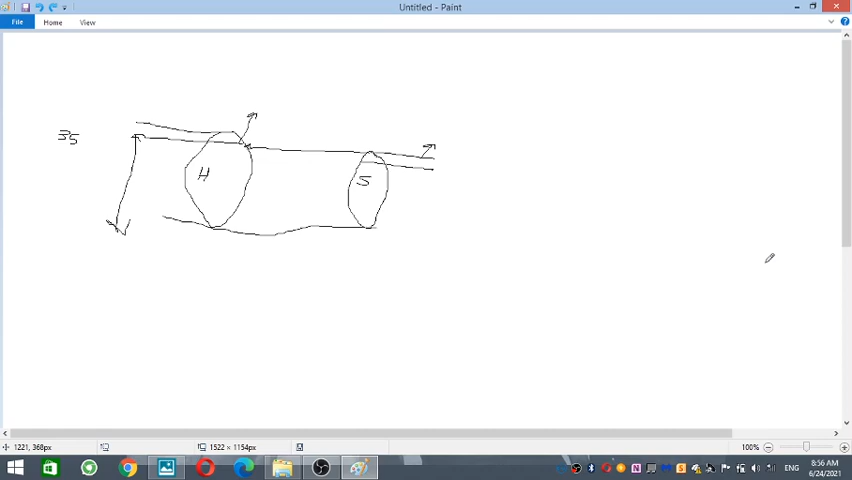 Untitled - Paint
File Home View
35
H
S
1221, 368px
1522 × 1154px
100%
ENG
8:56 AM
6/24/2021